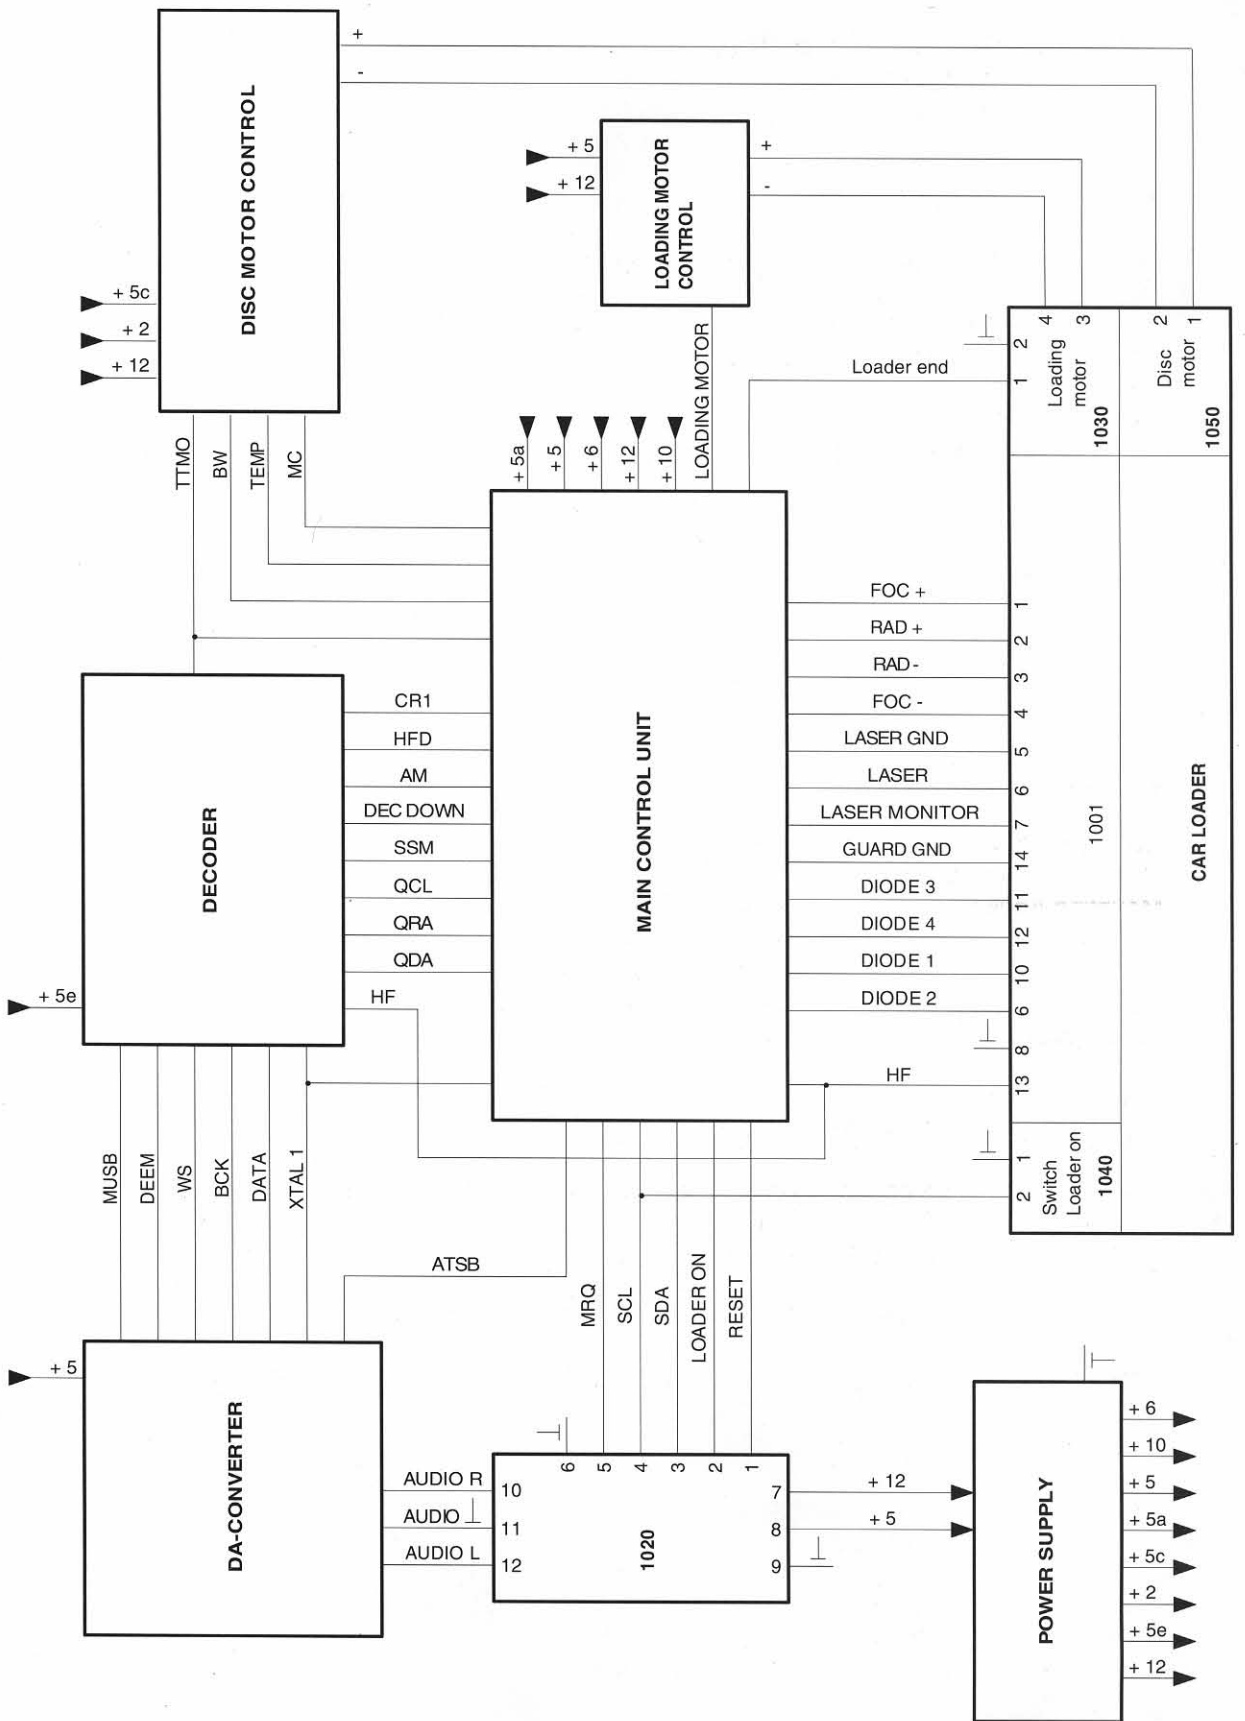 DISC MOTOR CONTROL
+
-
+ 5c
+ 2
+ 12
TTMO
BW
TEMP
MC
LOADING MOTOR
CONTROL
+ 5
+ 12
+
-
LOADING MOTOR
Loader end
+ 5a
+ 5
+ 6
+ 12
+ 10
MAIN CONTROL UNIT
2
1
4
3
Loading
motor
1030
2
1
Disc
motor
1050
DECODER
+ 5e
CR1
HFD
AM
DEC DOWN
SSM
QCL
QRA
QDA
HF
FOC +
RAD +
RAD -
FOC -
LASER GND
LASER
LASER MONITOR
GUARD GND
DIODE 3
DIODE 4
DIODE 1
DIODE 2
HF
1
2
3
4
5
6
7
14
11
12
10
6
8
13
1001
CAR LOADER
1
2
Switch
Loader on
1040
MUSB
DEEM
WS
BCK
DATA
XTAL 1
ATSB
MRQ
SCL
SDA
LOADER ON
RESET
DA-CONVERTER
+ 5
AUDIO R
AUDIO ⊥
AUDIO L
6
5
4
3
2
1
10
11
12
7
8
9
1020
+ 12
+ 5
POWER SUPPLY
+ 6
+ 10
+ 5
+ 5a
+ 5c
+ 2
+ 5e
+ 12